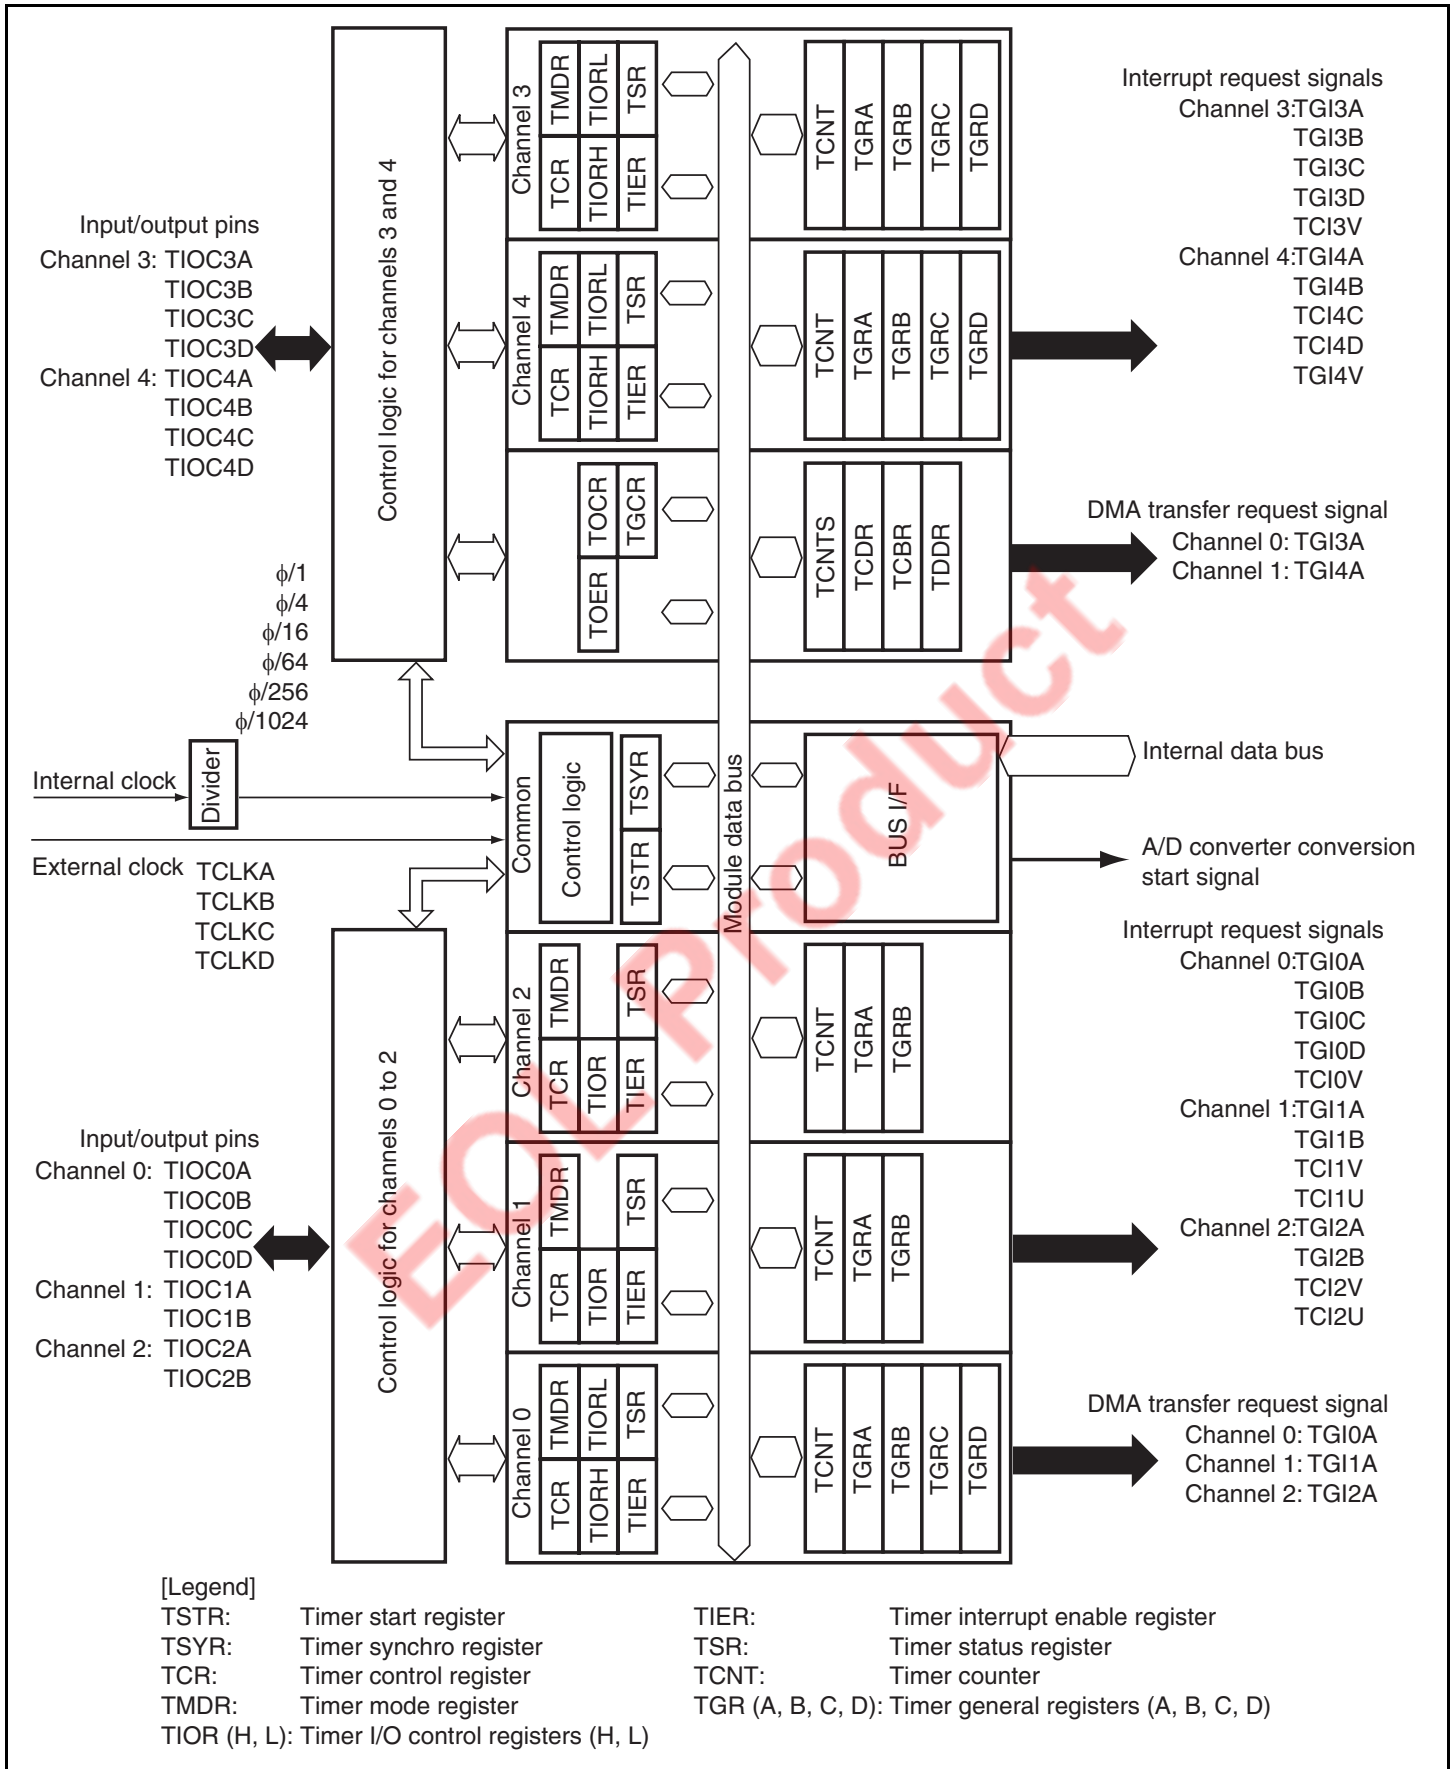 Input/output pins
Channel 3: TIOC3A
TIOC3B
TIOC3C
TIOC3D
Channel 4: TIOC4A
TIOC4B
TIOC4C
TIOC4D
Control logic for channels 3 and 4
Channel 3
TMDR
TIORL
TSR
TCR
TIORH
TIER
TCNT
TGRA
TGRB
TGRC
TGRD
Channel 4
TMDR
TIORL
TSR
TCR
TIORH
TIER
TCNT
TGRA
TGRB
TGRC
TGRD
TOCR
TGCR
TOER
TCNTS
TCDR
TCBR
TDDR
Interrupt request signals
Channel 3:TGI3A
TGI3B
TGI3C
TGI3D
TCI3V
Channel 4:TGI4A
TGI4B
TCI4C
TCI4D
TGI4V
DMA transfer request signal
Channel 0: TGI3A
Channel 1: TGI4A
ϕ/1
ϕ/4
ϕ/16
ϕ/64
ϕ/256
ϕ/1024
Internal clock
Divider
External clock TCLKA
TCLKB
TCLKC
TCLKD
Common
Control logic
TSYR
TSTR
Module data bus
BUS I/F
Internal data bus
A/D converter conversion
start signal
Input/output pins
Channel 0: TIOC0A
TIOC0B
TIOC0C
TIOC0D
Channel 1: TIOC1A
TIOC1B
Channel 2: TIOC2A
TIOC2B
Control logic for channels 0 to 2
Channel 2
TMDR
TSR
TCR
TIOR
TIER
TCNT
TGRA
TGRB
Channel 1
TMDR
TSR
TCR
TIOR
TIER
TCNT
TGRA
TGRB
Channel 0
TMDR
TIORL
TSR
TCR
TIORH
TIER
TCNT
TGRA
TGRB
TGRC
TGRD
Interrupt request signals
Channel 0:TGI0A
TGI0B
TGI0C
TGI0D
TCI0V
Channel 1:TGI1A
TGI1B
TCI1V
TCI1U
Channel 2:TGI2A
TGI2B
TCI2V
TCI2U
DMA transfer request signal
Channel 0: TGI0A
Channel 1: TGI1A
Channel 2: TGI2A
EOL Product
[Legend]
TSTR: Timer start register
TSYR: Timer synchro register
TCR: Timer control register
TMDR: Timer mode register
TIOR (H, L): Timer I/O control registers (H, L)
TIER: Timer interrupt enable register
TSR: Timer status register
TCNT: Timer counter
TGR (A, B, C, D): Timer general registers (A, B, C, D)